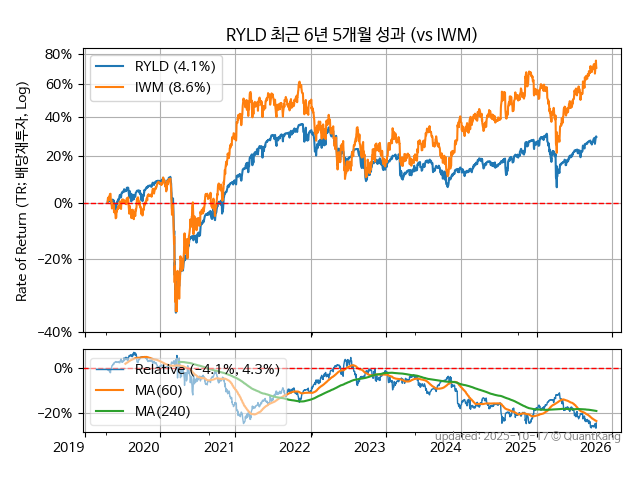 RYLD 최근 6년 5개월 성과 (vs IWM)
80%
60%
40%
20%
0%
−20%
−40%
Rate of Return (TR: 배당재투자, Log)
RYLD (4.1%)
IWM (8.6%)
0%
−20%
Relative (−4.1%, 4.3%)
MA(60)
MA(240)
2019 2020 2021 2022 2023 2024 2025 2026
updated: 2025-10-17 © QuantKang